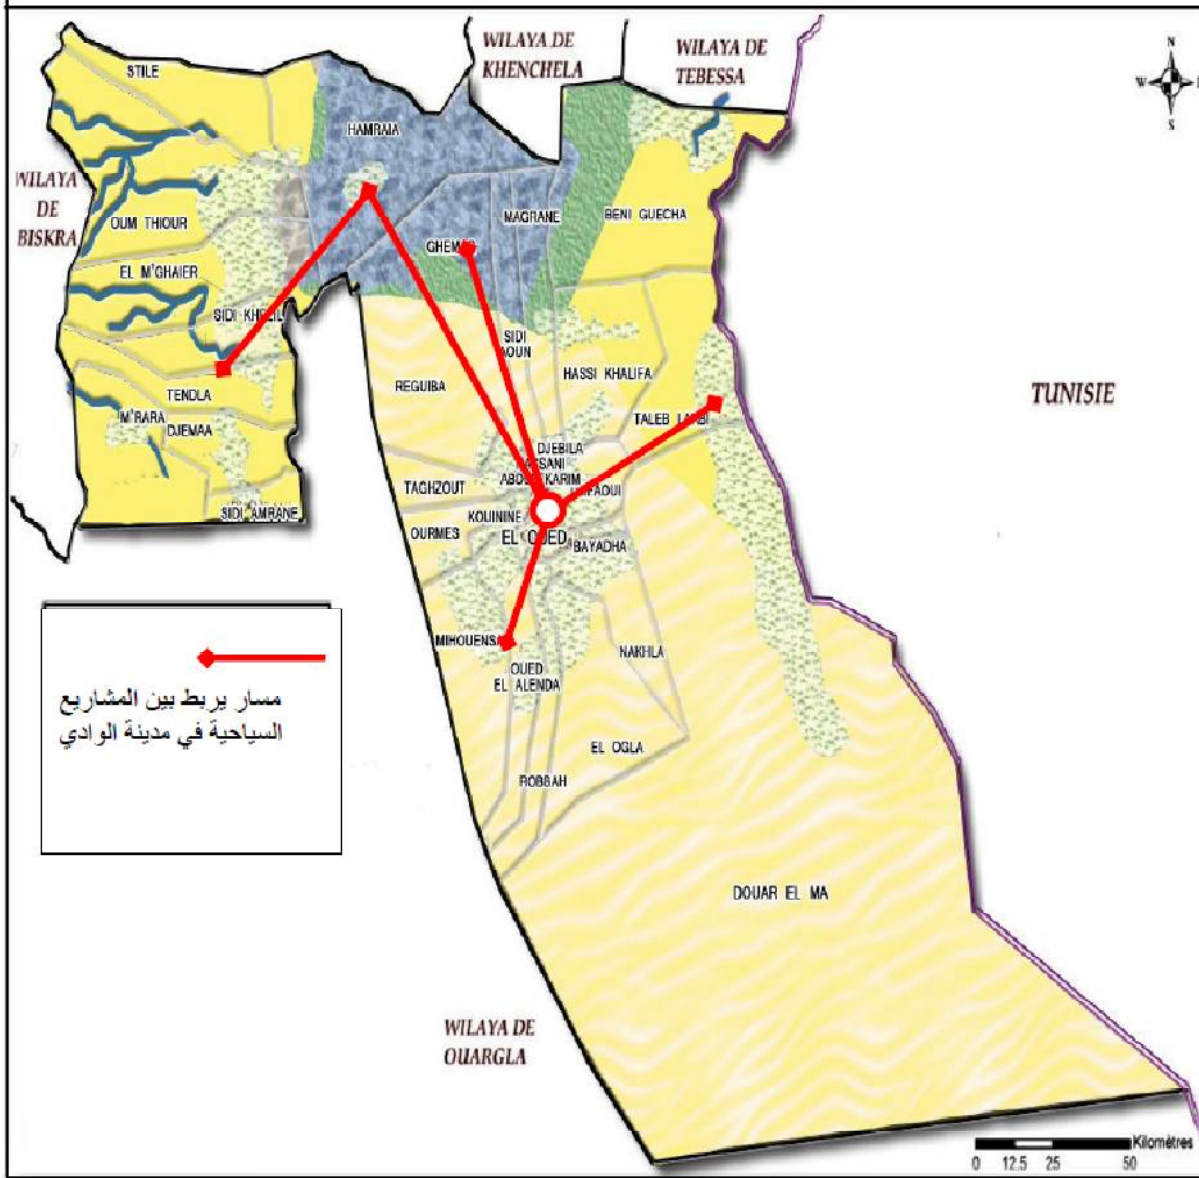 WILAYA DE
KHENCHELA
WILAYA DE
TEBESSA
N
W
S
STILE
HAMRAIA
WILAYA
DE
BISKRA
OUM THIOUR
MAGRANE
BENI GUECHA
EL M'GHAIER
SIDI
SIDI
HASSI KHALIFA
REGUIBA
TUNISIE
TENDLA
TALEB
M'RARA
DJEMAA
DJEBILA
TAGHZOUT
SIDI AMRANE
KOUININE
OURMES
EL OUED
BAYADHA
NAKHLA
OUED
EL ALENDA
مسار يربط بين المشاريع
السياحية في مدينة الوادي
EL OGLA
ROBBAH
DOUAR EL MA
WILAYA DE
OUARGLA
Kilomètres
0 12.5 25 50